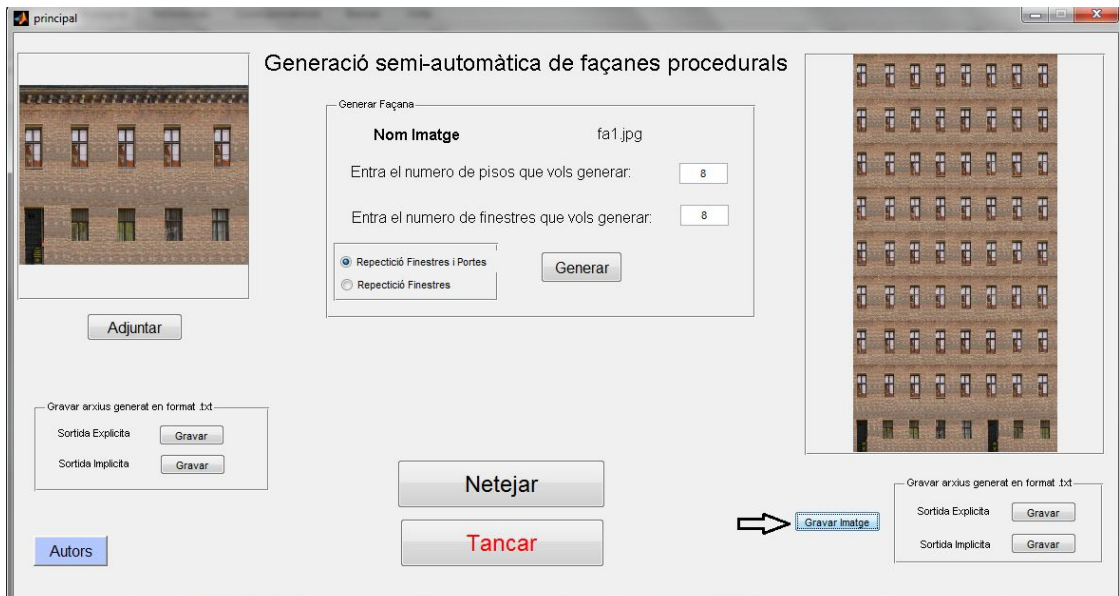 principal
Generació semi-automàtica de façanes procedurals
Generar Façana
Nom Imatge fa1.jpg
Entra el numero de pisos que vols generar: 8
Entra el numero de finestres que vols generar: 8
Repectició Finestres i Portes
Repectició Finestres
Generar
Adjuntar
Gravar arxius generat en format .txt
Sortida Explicita Gravar
Sortida Implicita Gravar
Autors
Netejar
Tancar
Gravar Imatge
Gravar arxius generat en format .txt
Sortida Explicita Gravar
Sortida Implicita Gravar